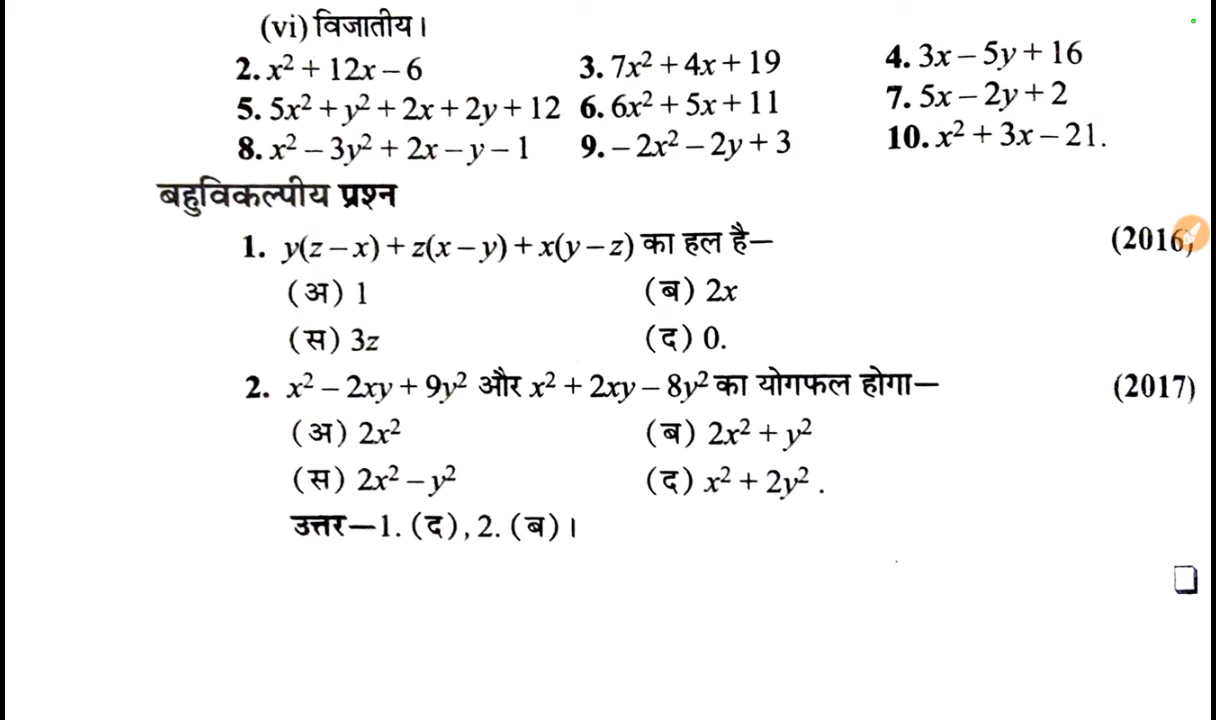 (vi) विजातीय।
2. x² + 12x – 6 3. 7x² + 4x + 19 4. 3x – 5y + 16
5. 5x² + y² + 2x + 2y + 12 6. 6x² + 5x + 11 7. 5x – 2y + 2
8. x² – 3y² + 2x – y – 1 9. – 2x² – 2y + 3 10. x² + 3x – 21.
बहुविकल्पीय प्रश्न
1. y(z – x) + z(x – y) + x(y – z) का हल है— (2016)
(अ) 1 (ब) 2x
(स) 3z (द) 0.
2. x² – 2xy + 9y² और x² + 2xy – 8y² का योगफल होगा— (2017)
(अ) 2x² (ब) 2x² + y²
(स) 2x² – y² (द) x² + 2y² .
उत्तर—1. (द), 2. (ब)।